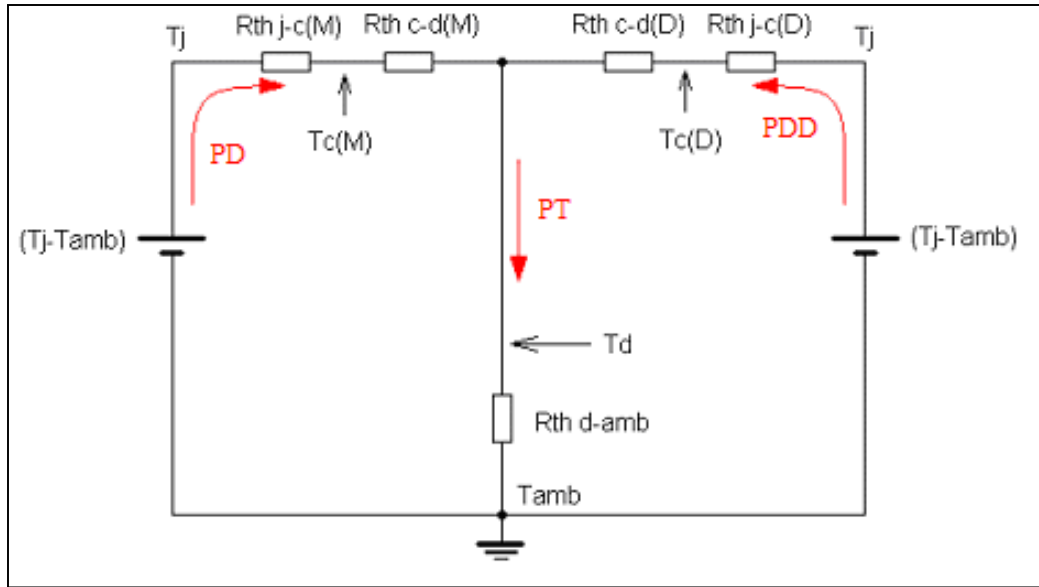 Tj
Rth j-c(M)
Rth c-d(M)
Rth c-d(D)
Rth j-c(D)
Tj
Tc(M)
Tc(D)
PD
PDD
PT
(Tj-Tamb)
(Tj-Tamb)
Td
Rth d-amb
Tamb